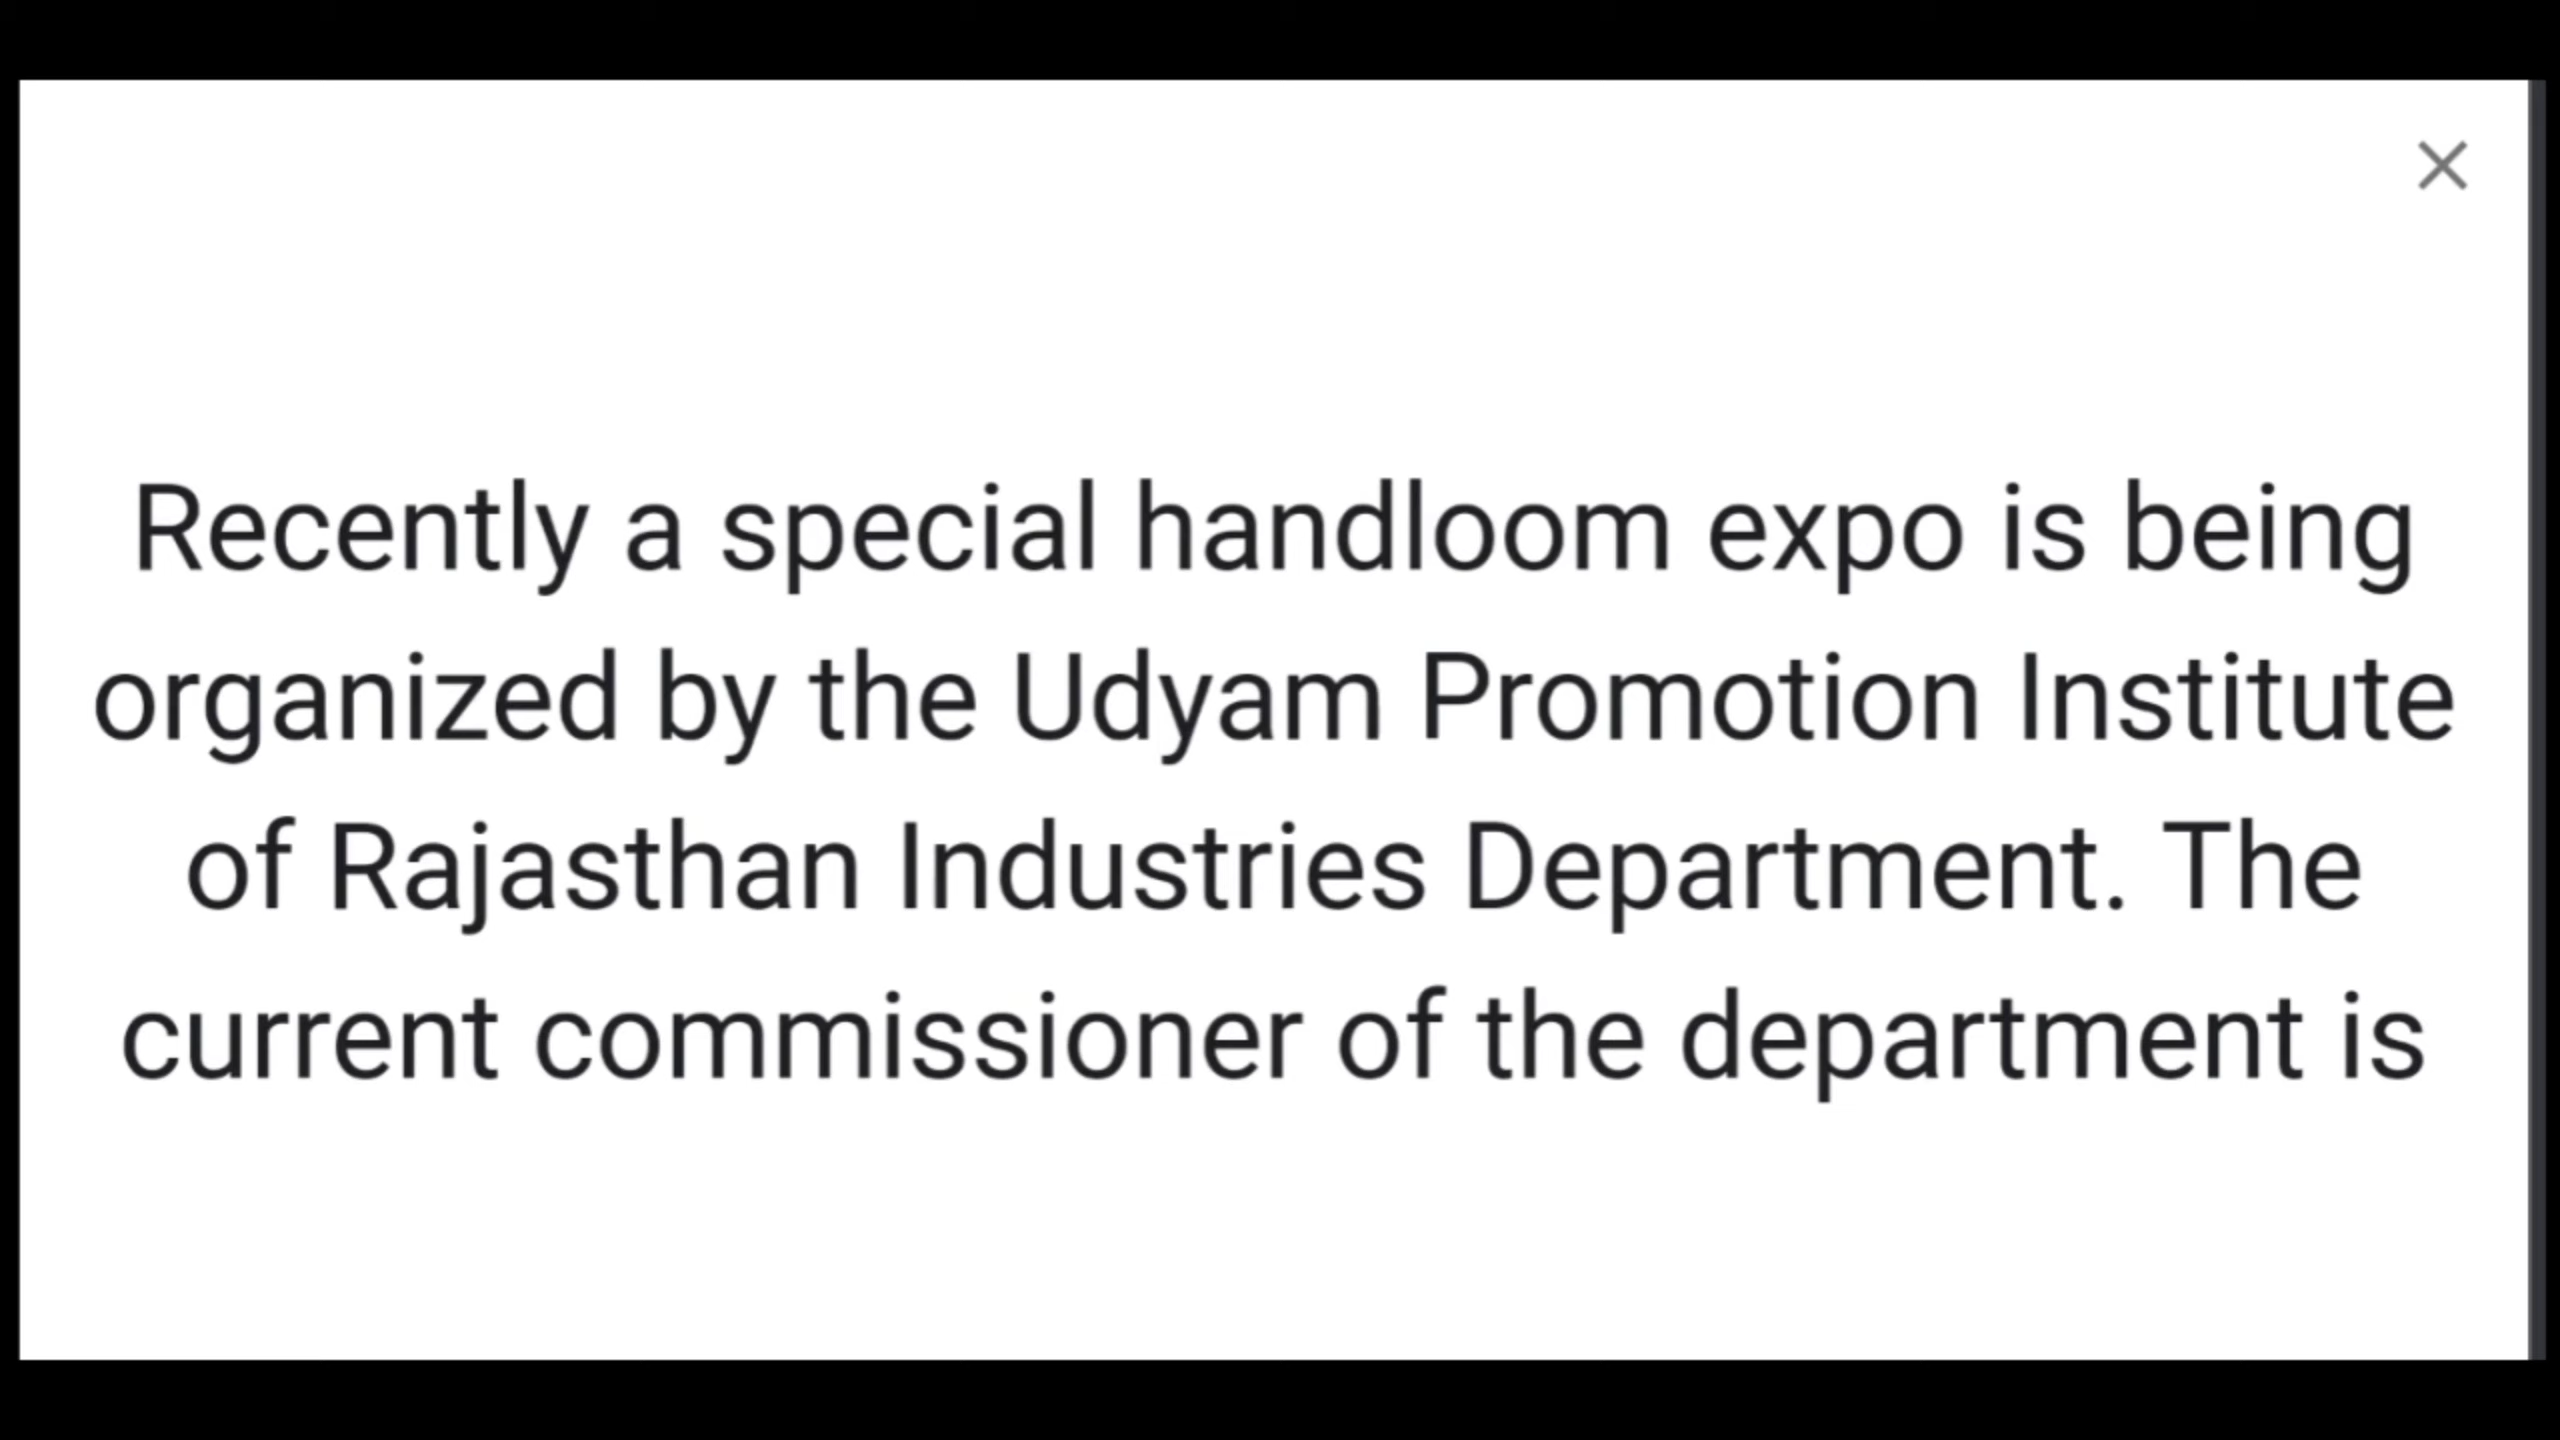 Recently a special handloom expo is being
organized by the Udyam Promotion Institute
of Rajasthan Industries Department. The
current commissioner of the department is